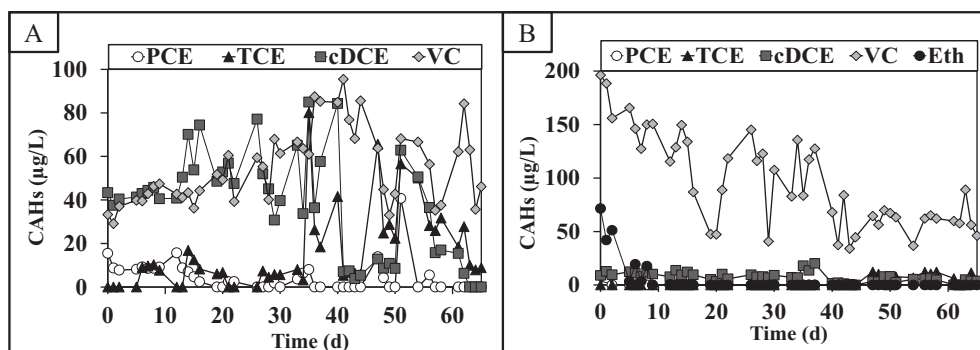 A
PCE TCE cDCE VC
CAHs (µg/L)
100
80
60
40
20
0
0 10 20 30 40 50 60
Time (d)
B
PCE TCE cDCE VC Eth
CAHs (µg/L)
200
150
100
50
0
0 10 20 30 40 50 60
Time (d)